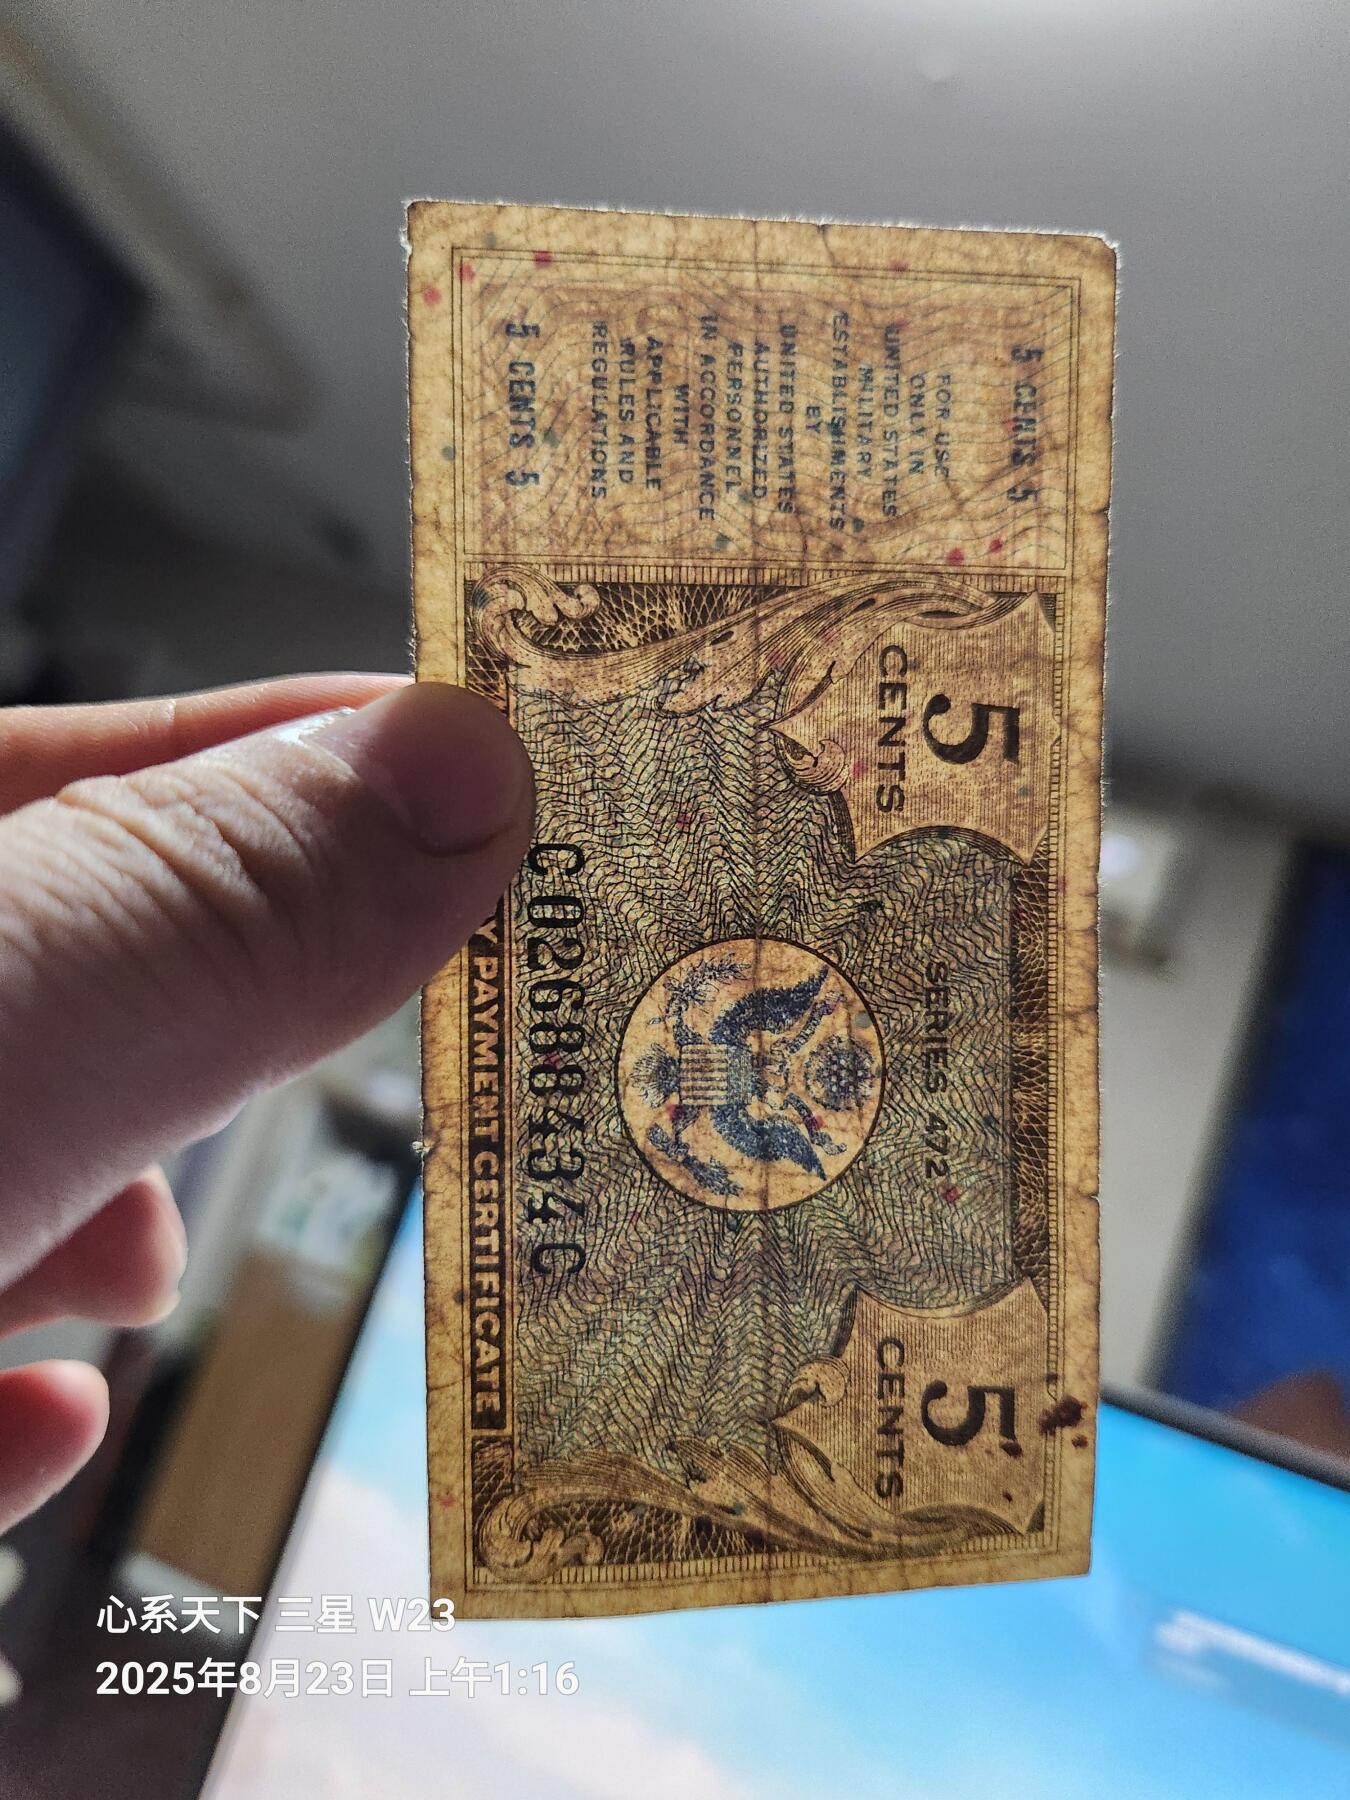 5 CENTS 5
FOR USE
ONLY IN
UNITED STATES
MILITARY
ESTABLISHMENTS
BY
UNITED STATES
AUTHORIZED
PERSONNEL
IN ACCORDANCE
WITH
APPLICABLE
RULES AND
REGULATIONS
5 CENTS 5
5
CENTS
SERIES 472
5
CENTS
C02688434C
Y PAYMENT CERTIFICATE
心系天下 三星 W23
2025年8月23日 上午1:16